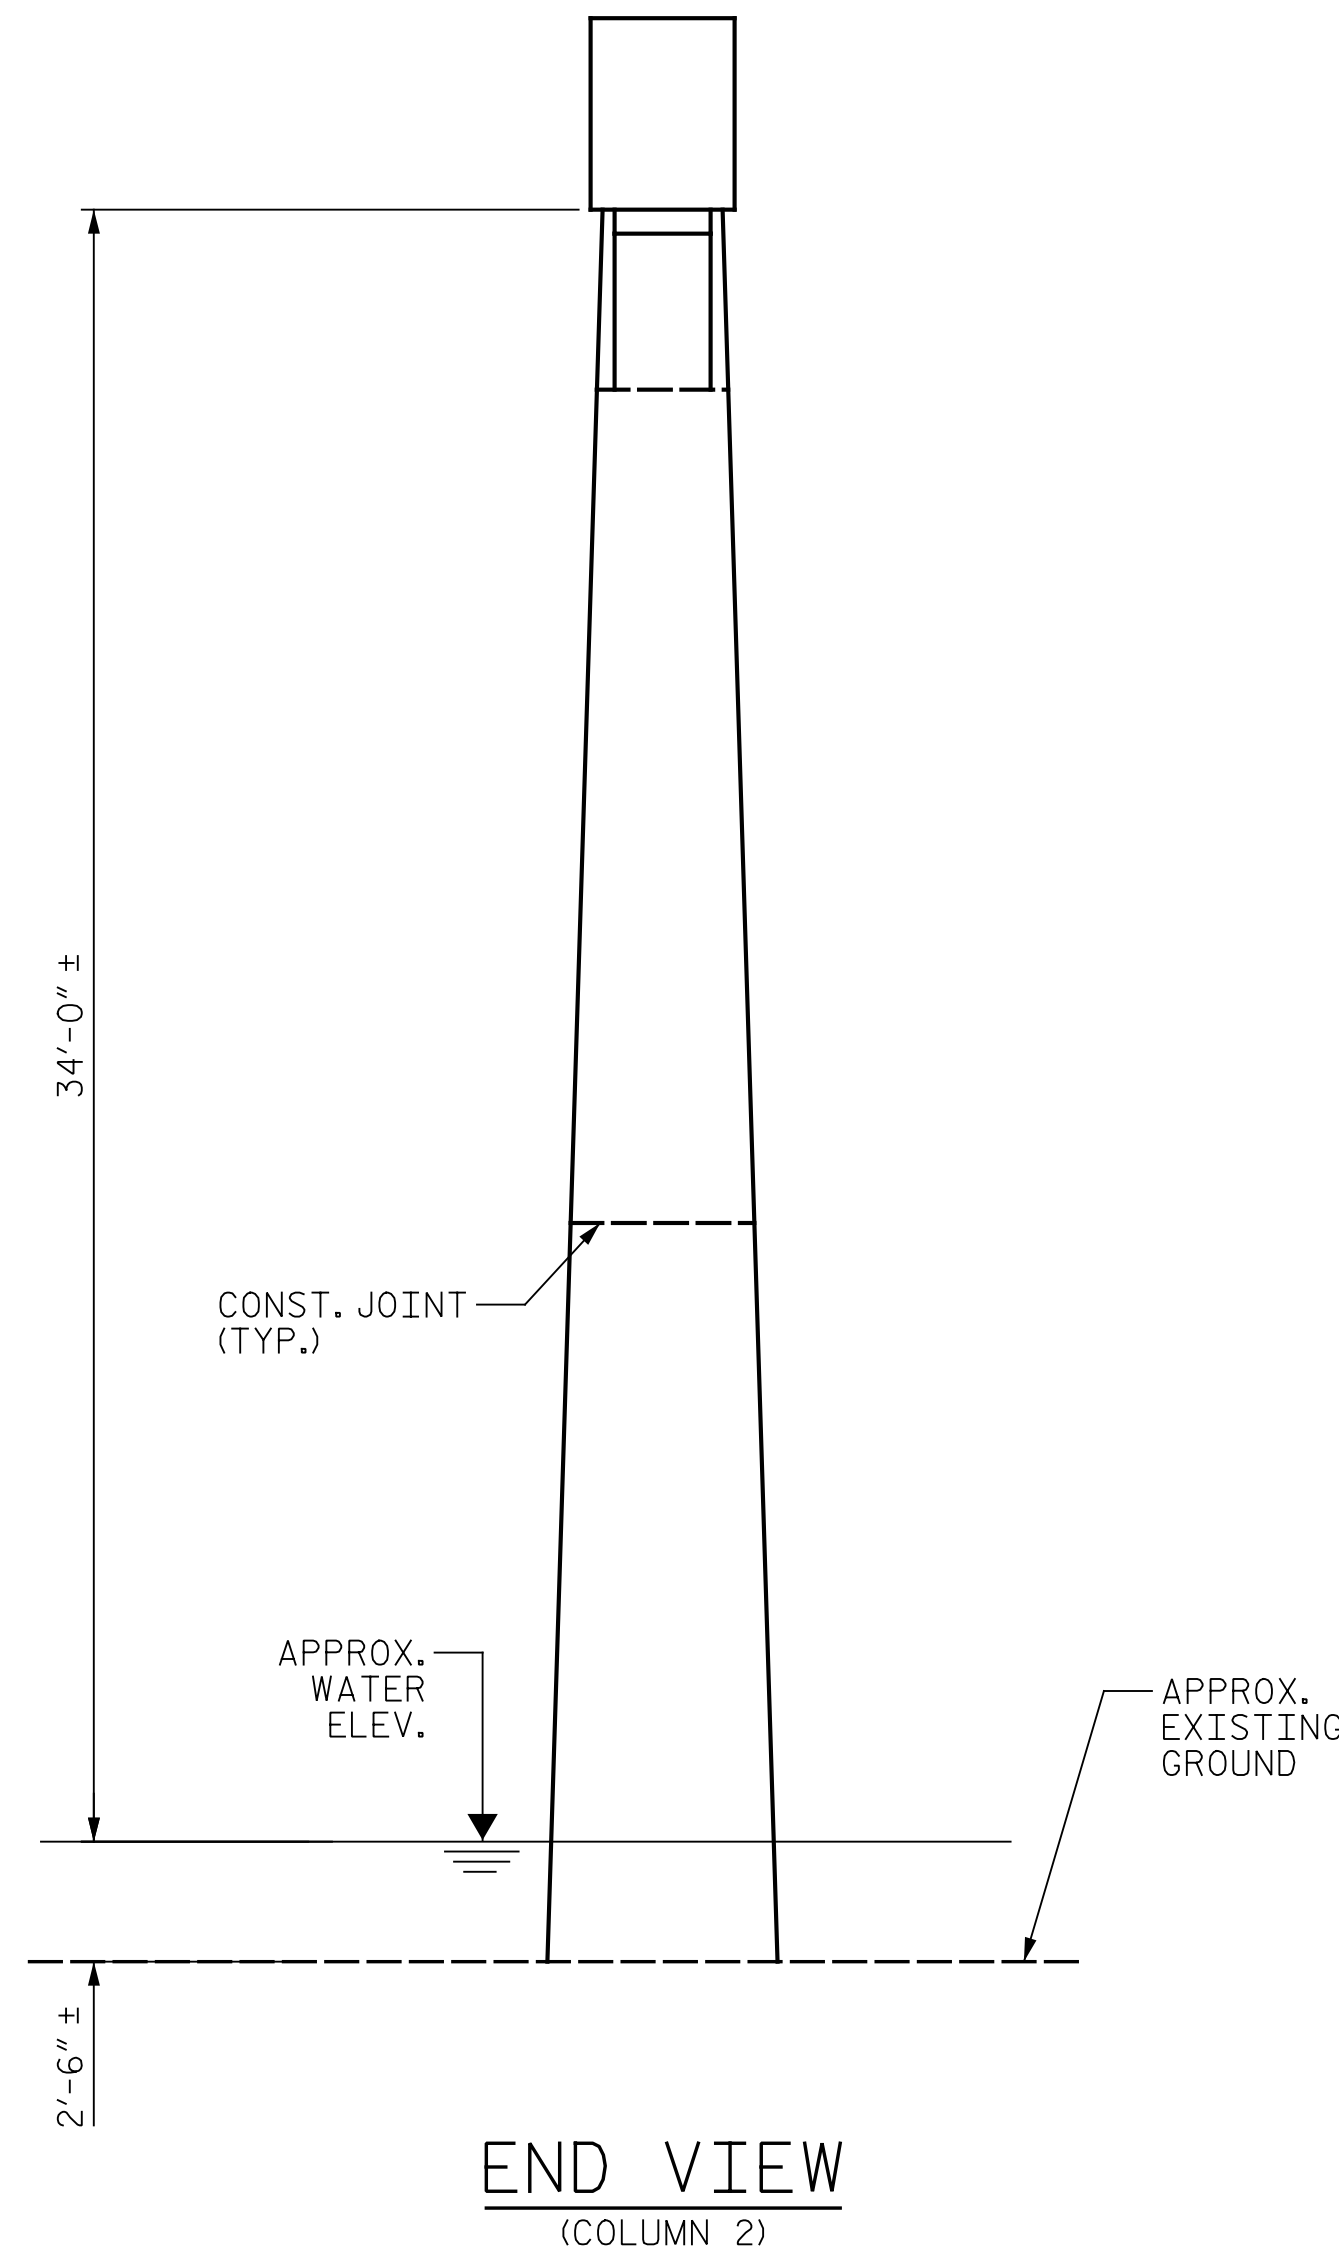 34'-0" ±
CONST. JOINT
(TYP.)
APPROX.
WATER
ELEV.
APPROX.
EXISTING
GROUND
2'-6" ±
END VIEW
(COLUMN 2)